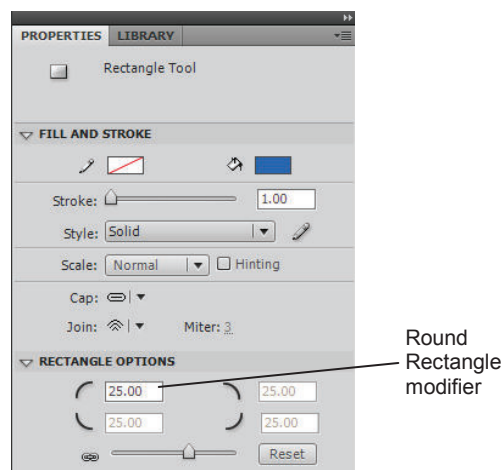 PROPERTIES LIBRARY
Rectangle Tool
FILL AND STROKE
Stroke: 1.00
Style: Solid
Scale: Normal Hinting
Cap:
Join: Miter: 3
RECTANGLE OPTIONS
25.00 25.00
25.00 25.00
Reset
Round
Rectangle
modifier